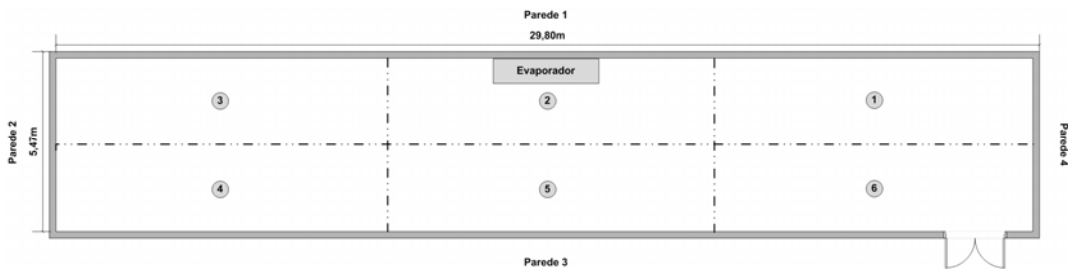 Parede 1
29,80m
Evaporador
3
2
1
Parede 2
5,47m
Parede 4
4
5
6
Parede 3